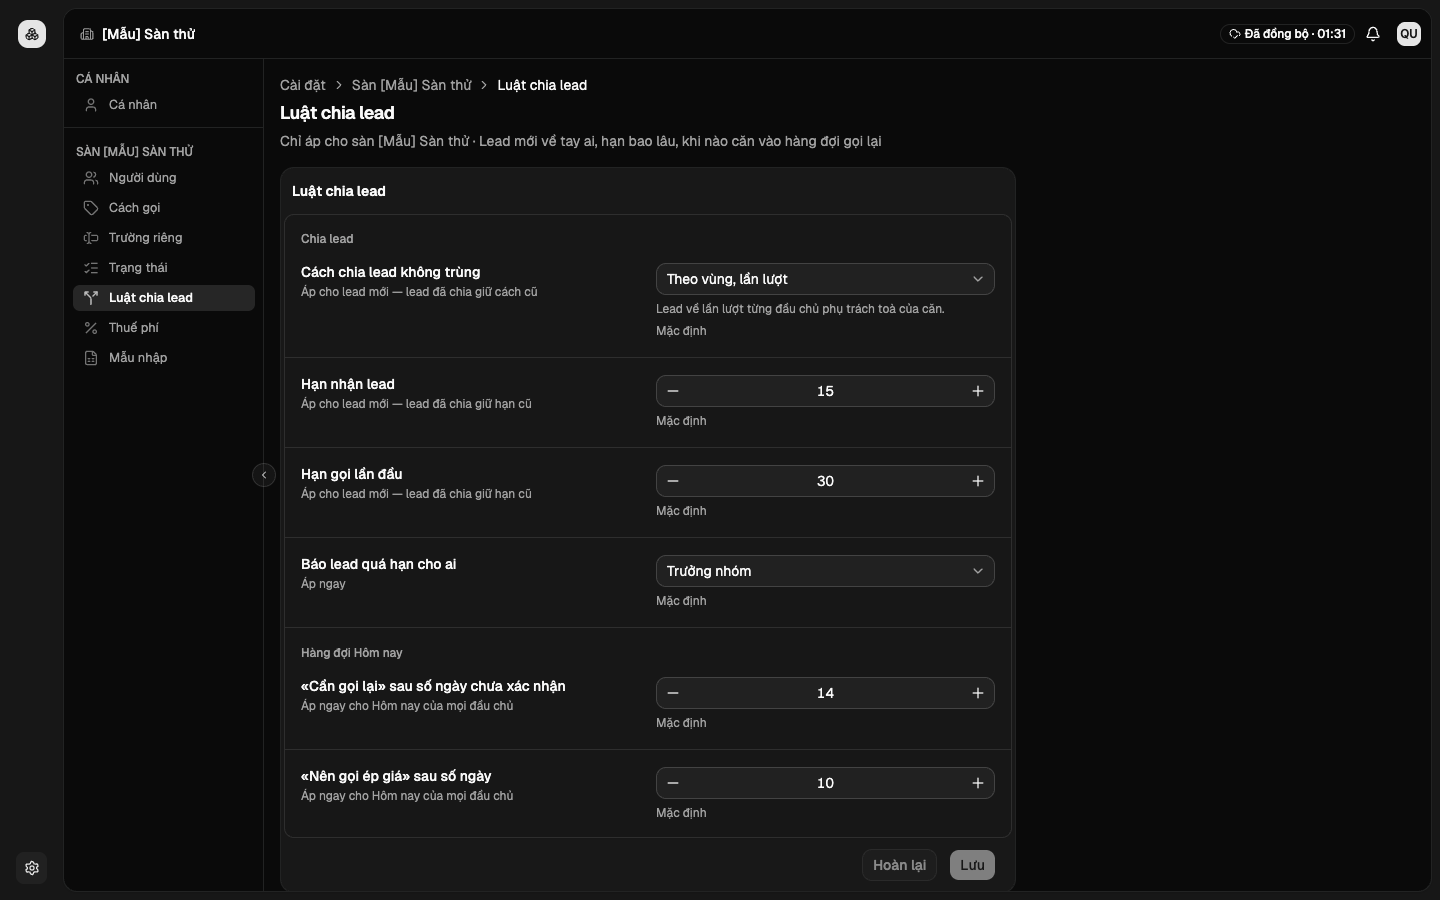 [Mẫu] Sàn thử
Đã đồng bộ · 01:31
QU
CÁ NHÂN
Cá nhân
SÀN [MẪU] SÀN THỬ
Người dùng
Cách gọi
Trường riêng
Trạng thái
Luật chia lead
Thuế phí
Mẫu nhập
Cài đặt > Sàn [Mẫu] Sàn thử > Luật chia lead
Luật chia lead
Chỉ áp cho sàn [Mẫu] Sàn thử · Lead mới về tay ai, hạn bao lâu, khi nào căn vào hàng đợi gọi lại
Luật chia lead
Chia lead
Cách chia lead không trùng
Áp cho lead mới — lead đã chia giữ cách cũ
Theo vùng, lần lượt
Lead về lần lượt từng đầu chủ phụ trách toà của căn.
Mặc định
Hạn nhận lead
Áp cho lead mới — lead đã chia giữ hạn cũ
15
Mặc định
Hạn gọi lần đầu
Áp cho lead mới — lead đã chia giữ hạn cũ
30
Mặc định
Báo lead quá hạn cho ai
Áp ngay
Trưởng nhóm
Mặc định
Hàng đợi Hôm nay
«Cần gọi lại» sau số ngày chưa xác nhận
Áp ngay cho Hôm nay của mọi đầu chủ
14
Mặc định
«Nên gọi ép giá» sau số ngày
Áp ngay cho Hôm nay của mọi đầu chủ
10
Mặc định
Hoàn lại
Lưu